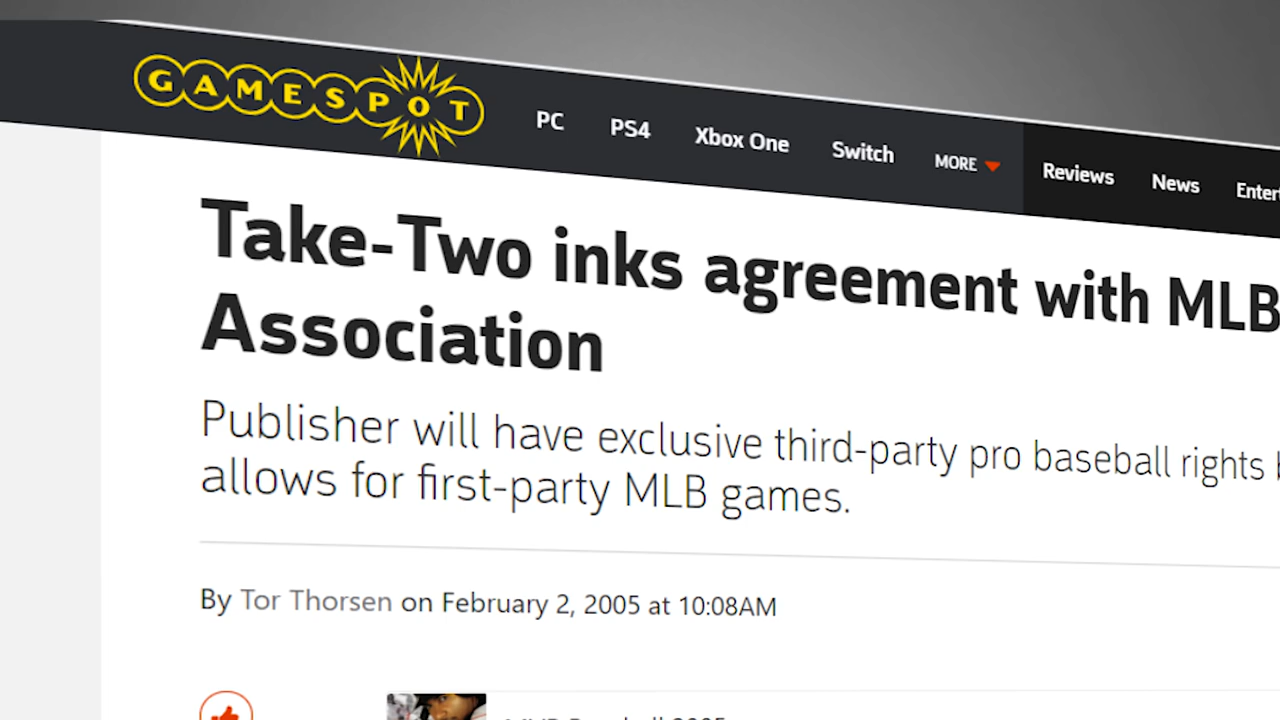 GAMESPOT PC PS4 Xbox One Switch MORE Reviews News
Take-Two inks agreement with MLB
Association
Publisher will have exclusive third-party pro baseball rights
allows for first-party MLB games.
By Tor Thorsen on February 2, 2005 at 10:08AM